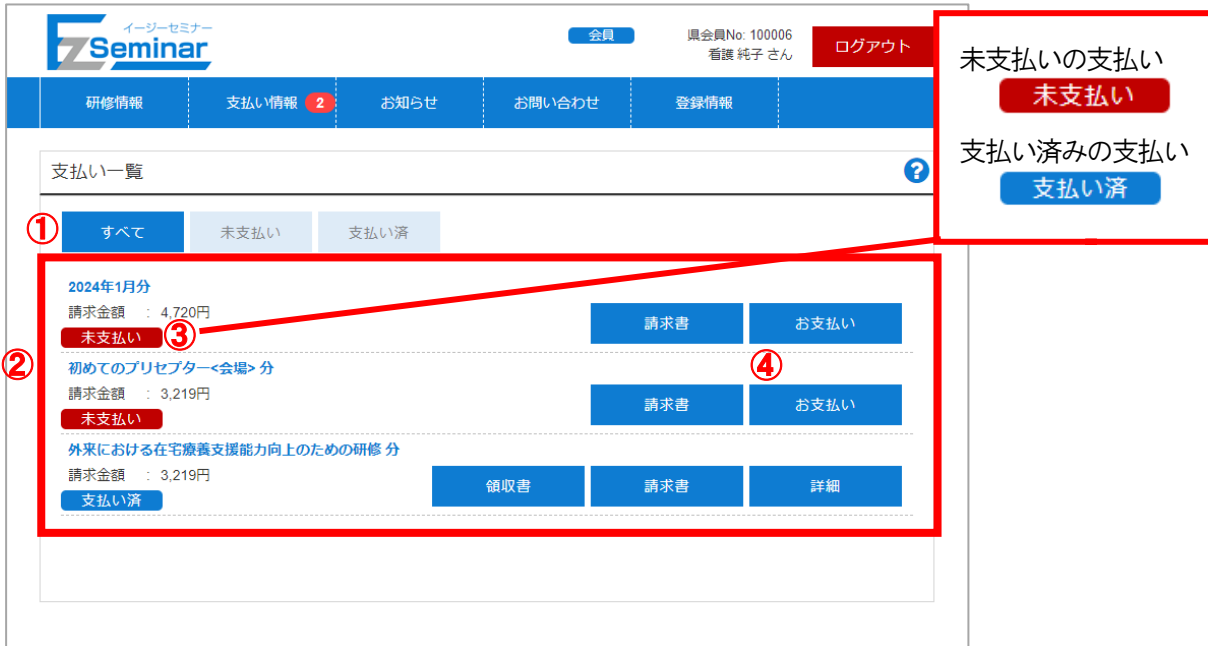 イージーセミナー
EZ Seminar
会員
県会員No: 100006
看護 純子 さん
ログアウト
研修情報
支払い情報 2
お知らせ
お問い合わせ
登録情報
支払い一覧
?
①
すべて
未支払い
支払い済
②
2024年1月分
請求金額 : 4,720円
未支払い
③
請求書
お支払い
初めてのプリセプター<会場> 分
請求金額 : 3,219円
未支払い
④
請求書
お支払い
外来における在宅療養支援能力向上のための研修 分
請求金額 : 3,219円
支払い済
領収書
請求書
詳細
未支払いの支払い
未支払い
支払い済みの支払い
支払い済